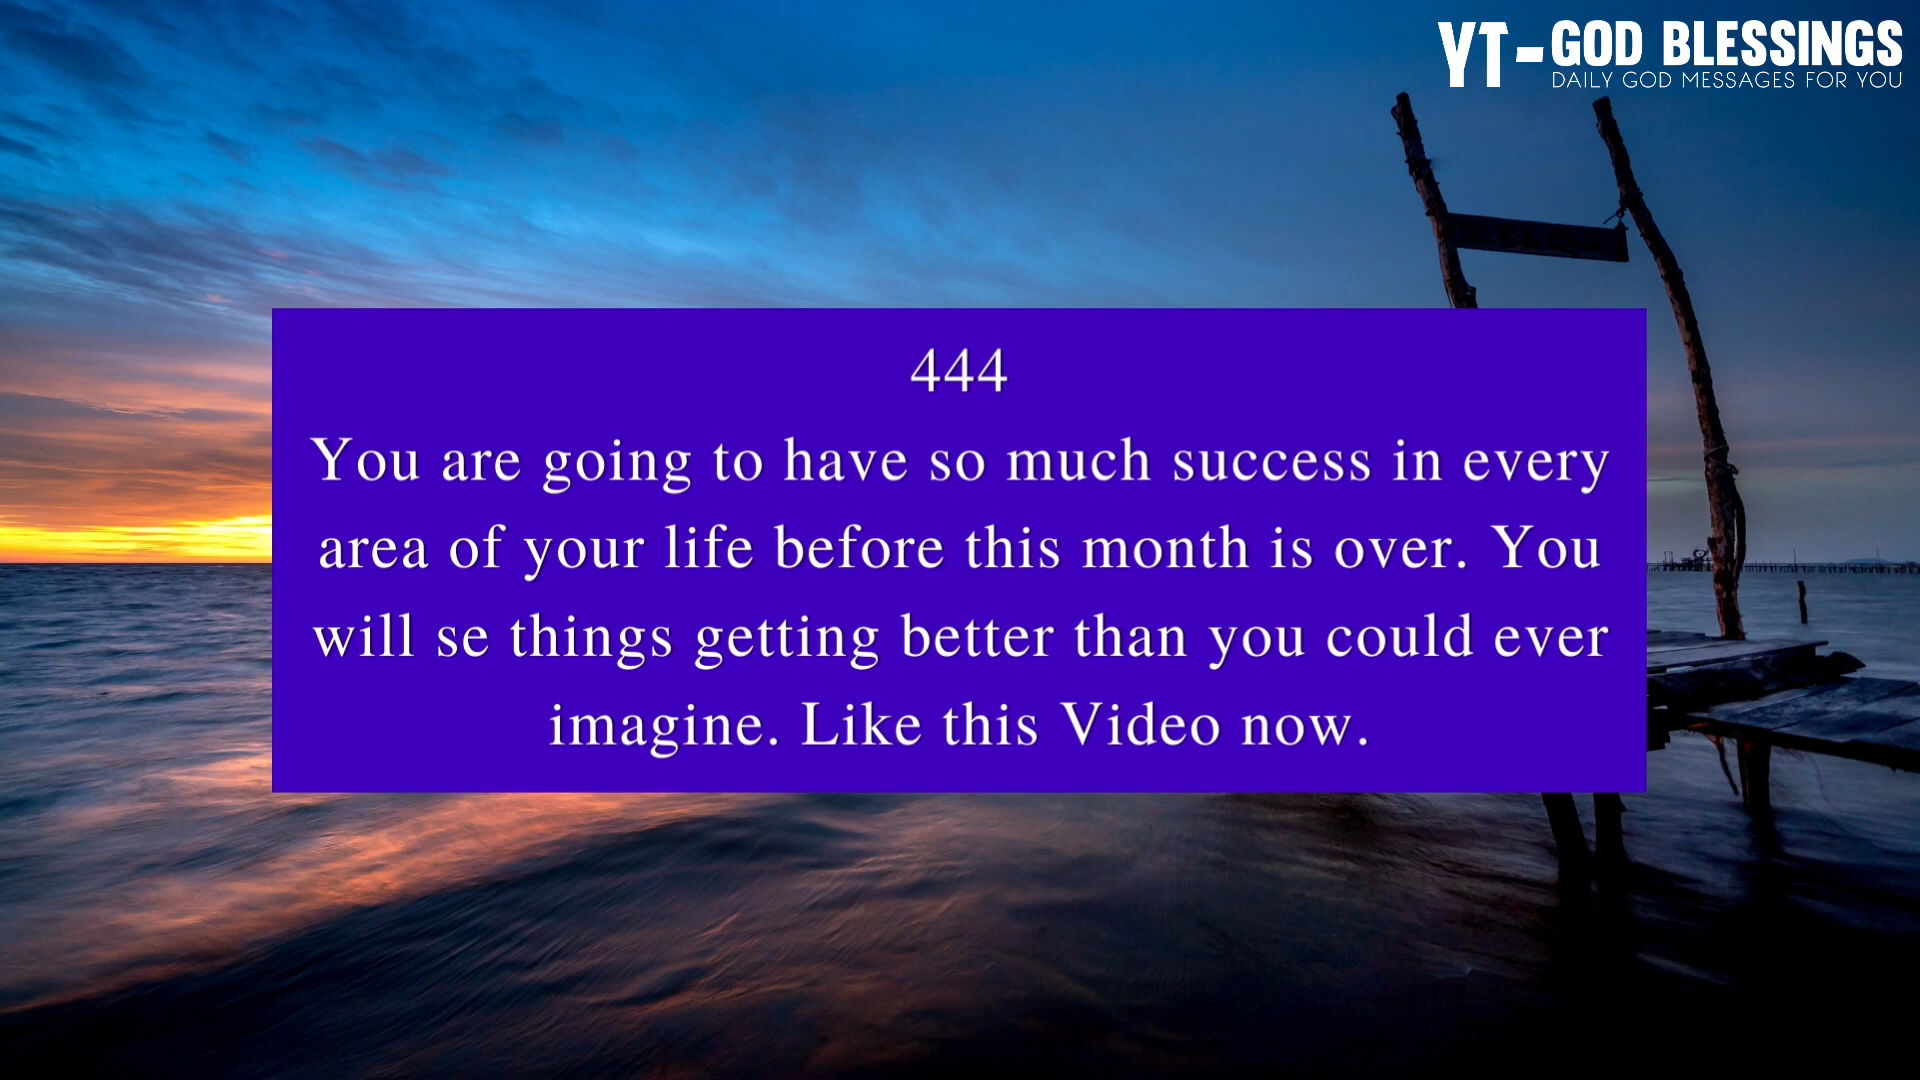 YT-GOD BLESSINGS
DAILY GOD MESSAGES FOR YOU
444
You are going to have so much success in every
area of your life before this month is over. You
will se things getting better than you could ever
imagine. Like this Video now.